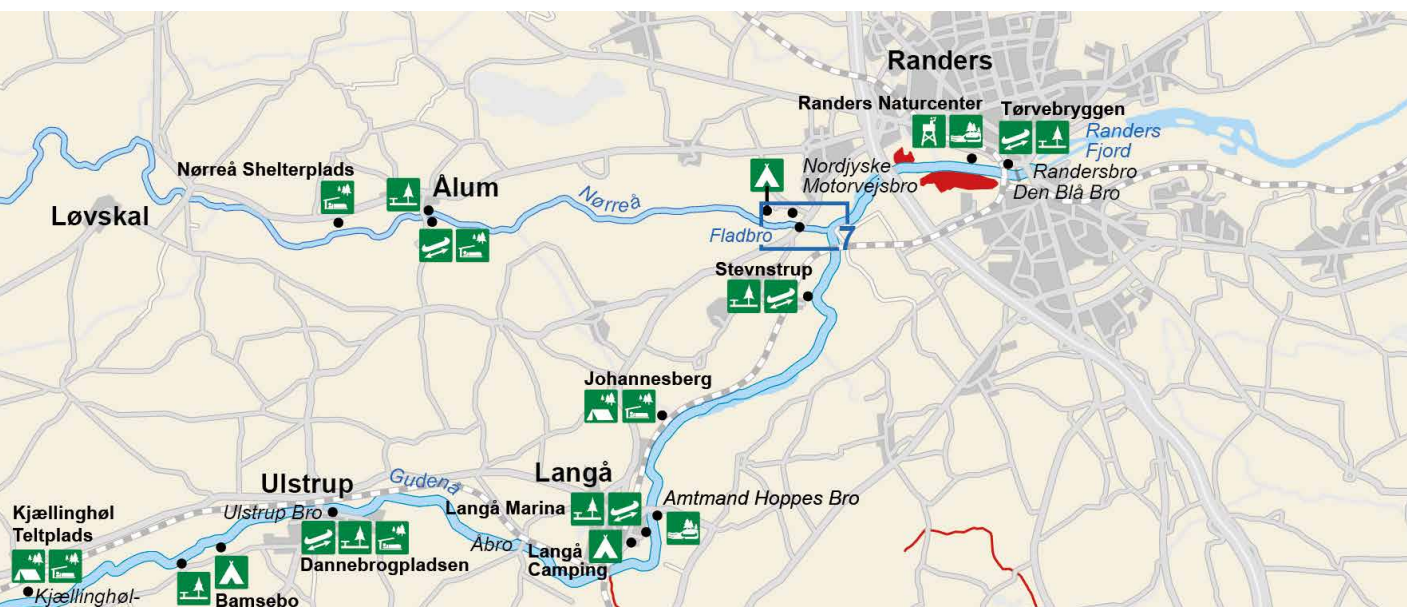 Randers
Randers Naturcenter
Tørvebryggen
Randers
Fjord
Nordjyske
Motorvejsbro
Randersbro
Den Blå Bro
Nørreå Shelterplads
Ålum
Løvskal
Nørreå
Fladbro
7
Stevnstrup
Johannesberg
Langå
Gudenå
Ulstrup
Ulstrup Bro
Langå Marina
Amtmand Hoppes Bro
Kjællinghøl
Teltplads
Åbro
Langå
Camping
Dannebrogpladsen
Kjællinghøl-
Bamsebo